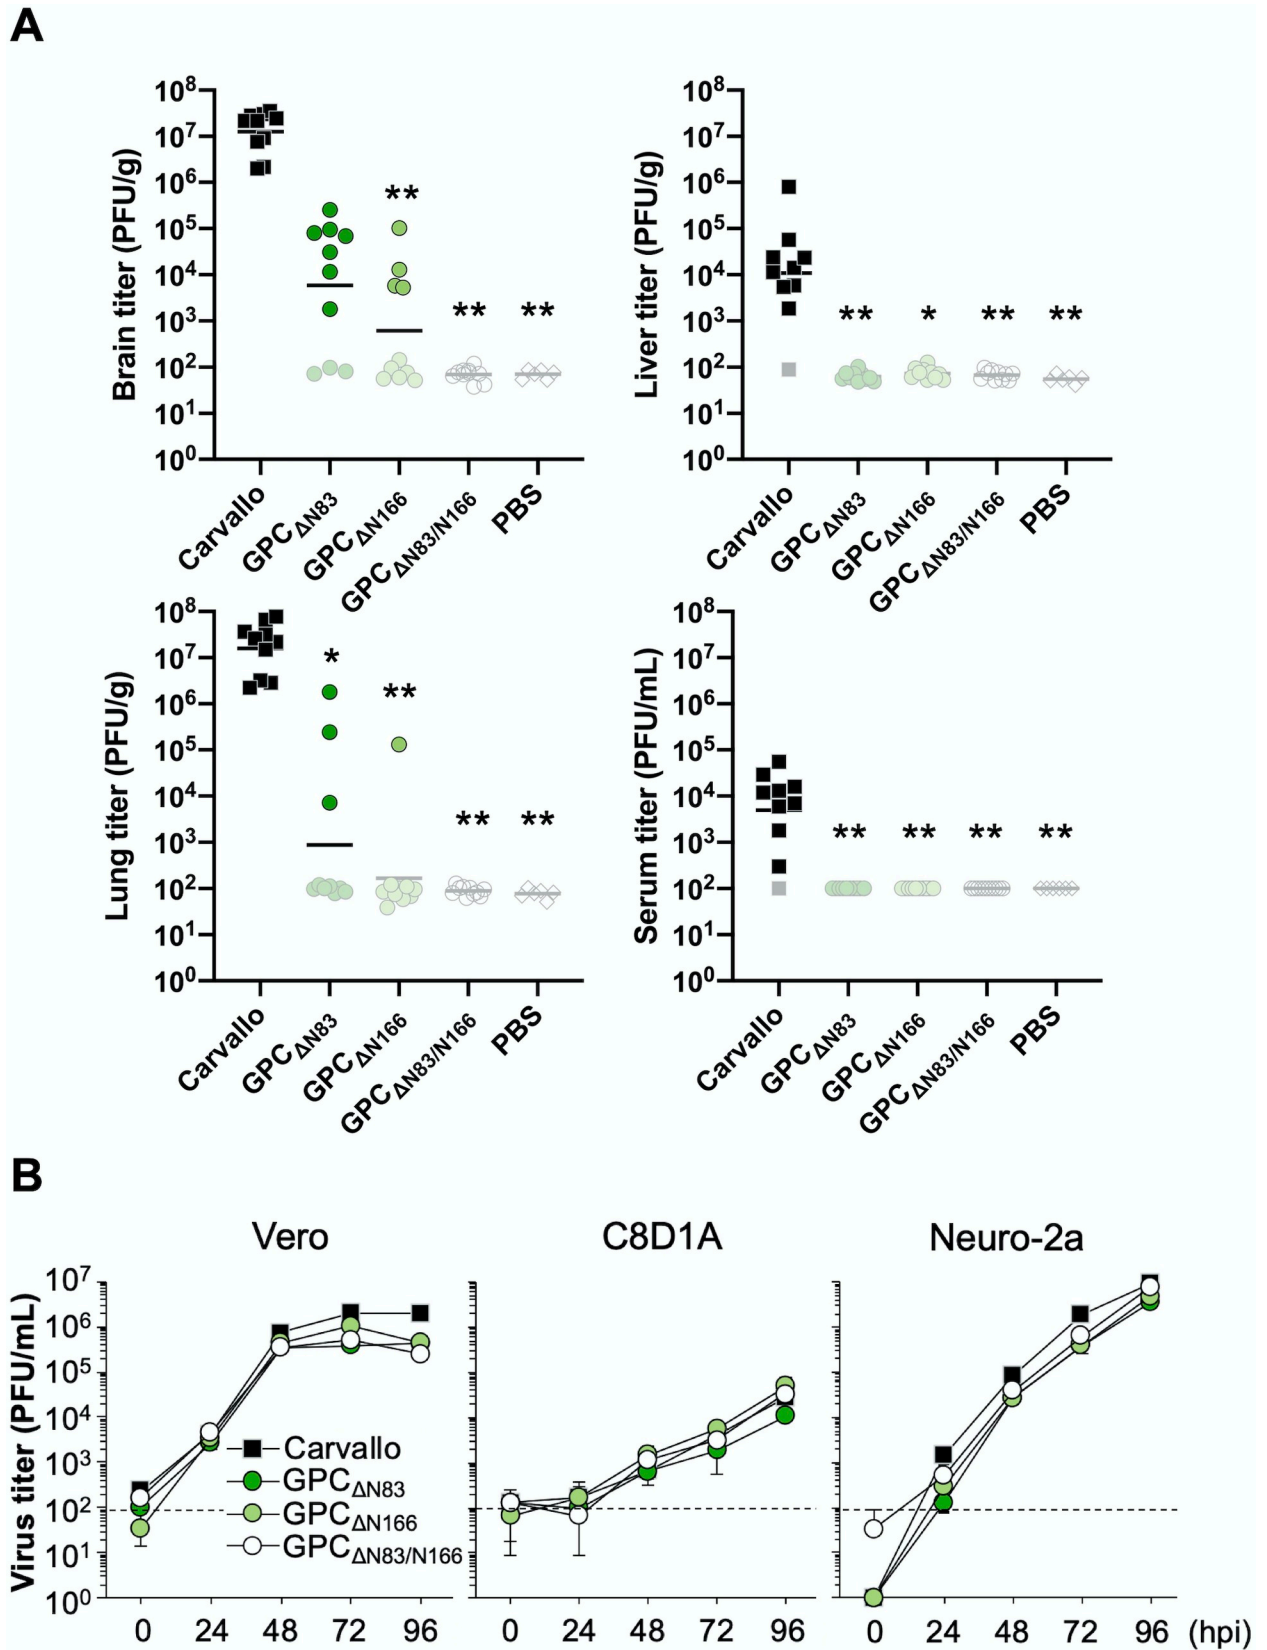 A
Brain titer (PFU/g)
10⁸
10⁷
10⁶
10⁵
10⁴
10³
10²
10¹
10⁰
**
**
**
Carvallo
GPCΔN83
GPCΔN166
GPCΔN83/N166
PBS
Liver titer (PFU/g)
10⁸
10⁷
10⁶
10⁵
10⁴
10³
10²
10¹
10⁰
**
*
**
**
Carvallo
GPCΔN83
GPCΔN166
GPCΔN83/N166
PBS
Lung titer (PFU/g)
10⁸
10⁷
10⁶
10⁵
10⁴
10³
10²
10¹
10⁰
*
**
**
**
Carvallo
GPCΔN83
GPCΔN166
GPCΔN83/N166
PBS
Serum titer (PFU/mL)
10⁸
10⁷
10⁶
10⁵
10⁴
10³
10²
10¹
10⁰
**
**
**
**
Carvallo
GPCΔN83
GPCΔN166
GPCΔN83/N166
PBS
B
Vero
C8D1A
Neuro-2a
Virus titer (PFU/mL)
10⁷
10⁶
10⁵
10⁴
10³
10²
10¹
10⁰
Carvallo
GPCΔN83
GPCΔN166
GPCΔN83/N166
0 24 48 72 96
0 24 48 72 96
0 24 48 72 96 (hpi)